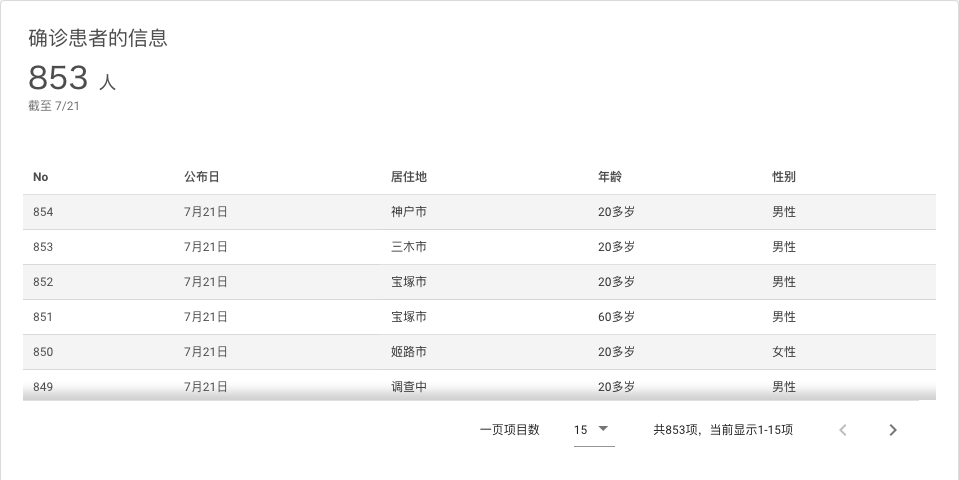 确诊患者的信息
853 人
截至 7/21
No 公布日 居住地 年龄 性别
854 7月21日 神户市 20多岁 男性
853 7月21日 三木市 20多岁 男性
852 7月21日 宝塚市 20多岁 男性
851 7月21日 宝塚市 60多岁 男性
850 7月21日 姬路市 20多岁 女性
849 7月21日 调查中 20多岁 男性
一页项目数 15 共853项，当前显示1-15项